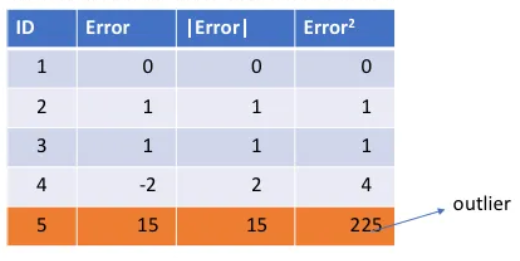 ID Error |Error| Error²
1 0 0 0
2 1 1 1
3 1 1 1
4 -2 2 4
5 15 15 225
outlier